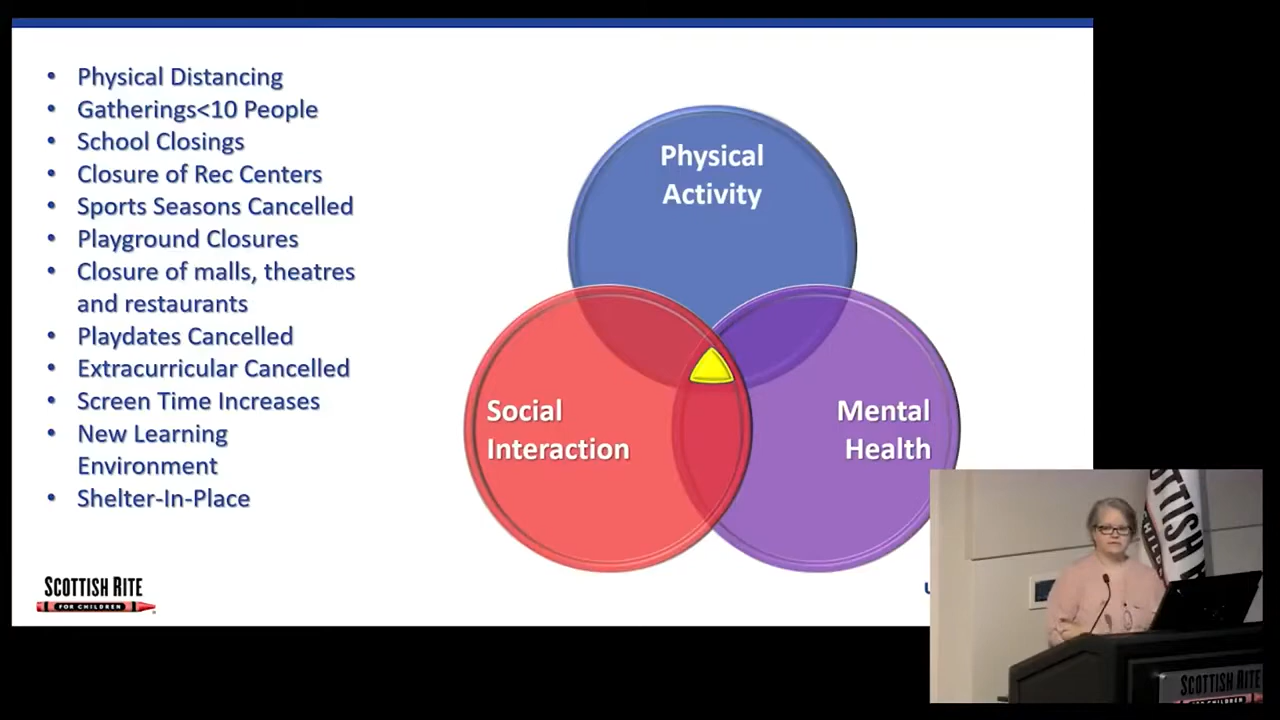 Physical Distancing
Gatherings<10 People
School Closings
Closure of Rec Centers
Sports Seasons Cancelled
Playground Closures
Closure of malls, theatres
and restaurants
Playdates Cancelled
Extracurricular Cancelled
Screen Time Increases
New Learning
Environment
Shelter-In-Place
Physical
Activity
Social
Interaction
Mental
Health
SCOTTISH RITE
FOR CHILDREN
SCOTTISH RITE